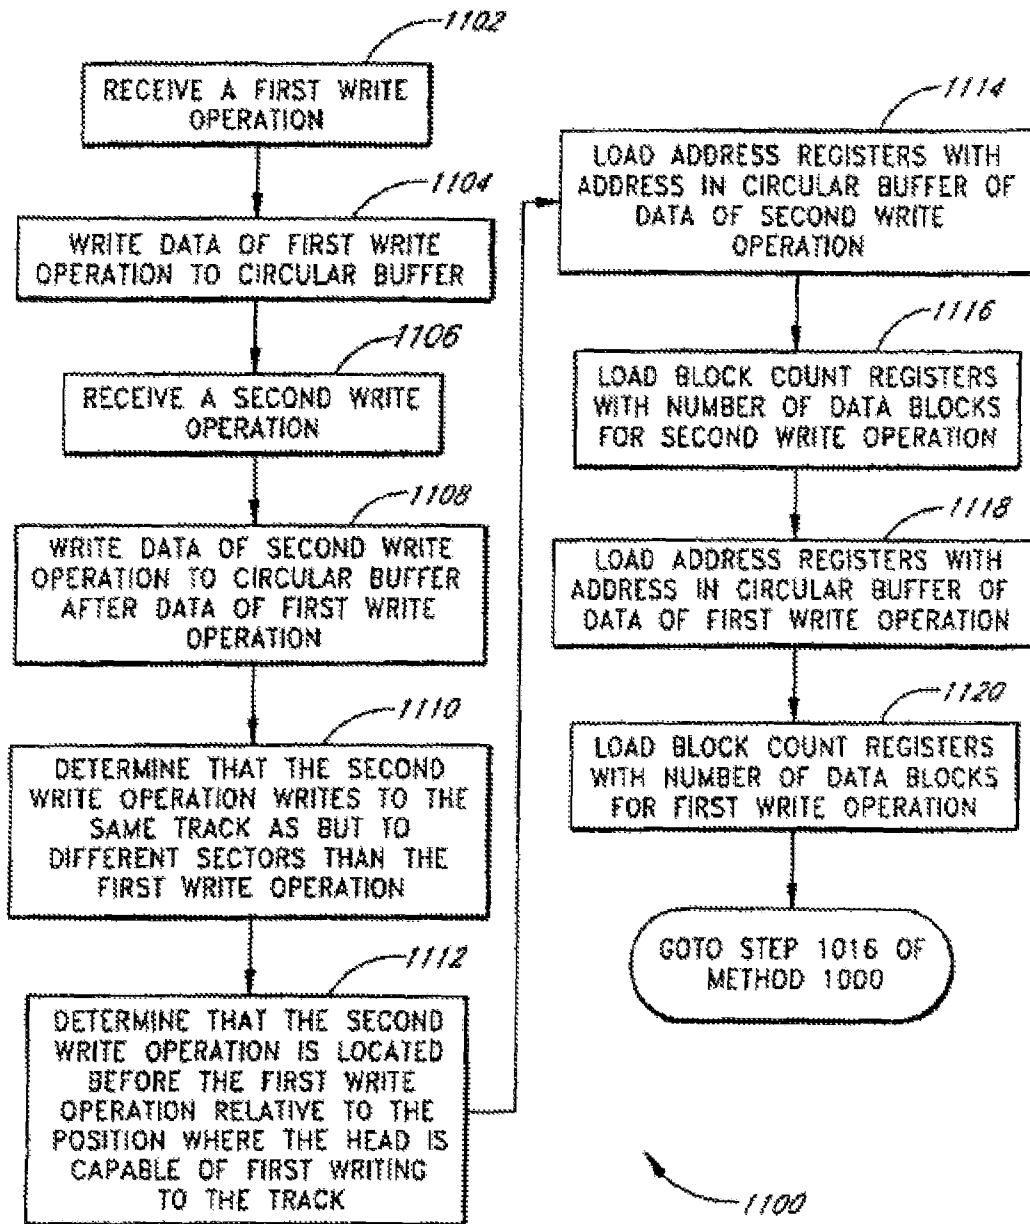 1102
RECEIVE A FIRST WRITE
OPERATION
1104
WRITE DATA OF FIRST WRITE
OPERATION TO CIRCULAR BUFFER
1106
RECEIVE A SECOND WRITE
OPERATION
1108
WRITE DATA OF SECOND WRITE
OPERATION TO CIRCULAR BUFFER
AFTER DATA OF FIRST WRITE
OPERATION
1110
DETERMINE THAT THE SECOND
WRITE OPERATION WRITES TO THE
SAME TRACK AS BUT TO
DIFFERENT SECTORS THAN THE
FIRST WRITE OPERATION
1112
DETERMINE THAT THE SECOND
WRITE OPERATION IS LOCATED
BEFORE THE FIRST WRITE
OPERATION RELATIVE TO THE
POSITION WHERE THE HEAD IS
CAPABLE OF FIRST WRITING
TO THE TRACK
1114
LOAD ADDRESS REGISTERS WITH
ADDRESS IN CIRCULAR BUFFER OF
DATA OF SECOND WRITE
OPERATION
1116
LOAD BLOCK COUNT REGISTERS
WITH NUMBER OF DATA BLOCKS
FOR SECOND WRITE OPERATION
1118
LOAD ADDRESS REGISTERS WITH
ADDRESS IN CIRCULAR BUFFER OF
DATA OF FIRST WRITE OPERATION
1120
LOAD BLOCK COUNT REGISTERS
WITH NUMBER OF DATA BLOCKS
FOR FIRST WRITE OPERATION
GOTO STEP 1016 OF
METHOD 1000
1100